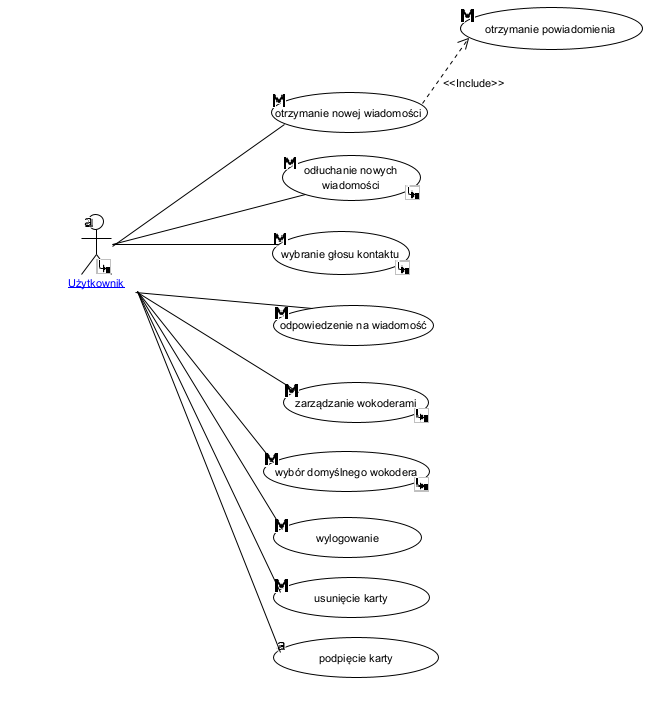 M
otrzymanie powiadomienia
<<Include>>
M
otrzymanie nowej wiadomości
M
odłuchanie nowych
wiadomości
a
Użytkownik
M
wybranie głosu kontaktu
M
odpowiedzenie na wiadomość
M
zarządzanie wokoderami
M
wybór domyślnego wokodera
M
wylogowanie
M
usunięcie karty
a
podpięcie karty